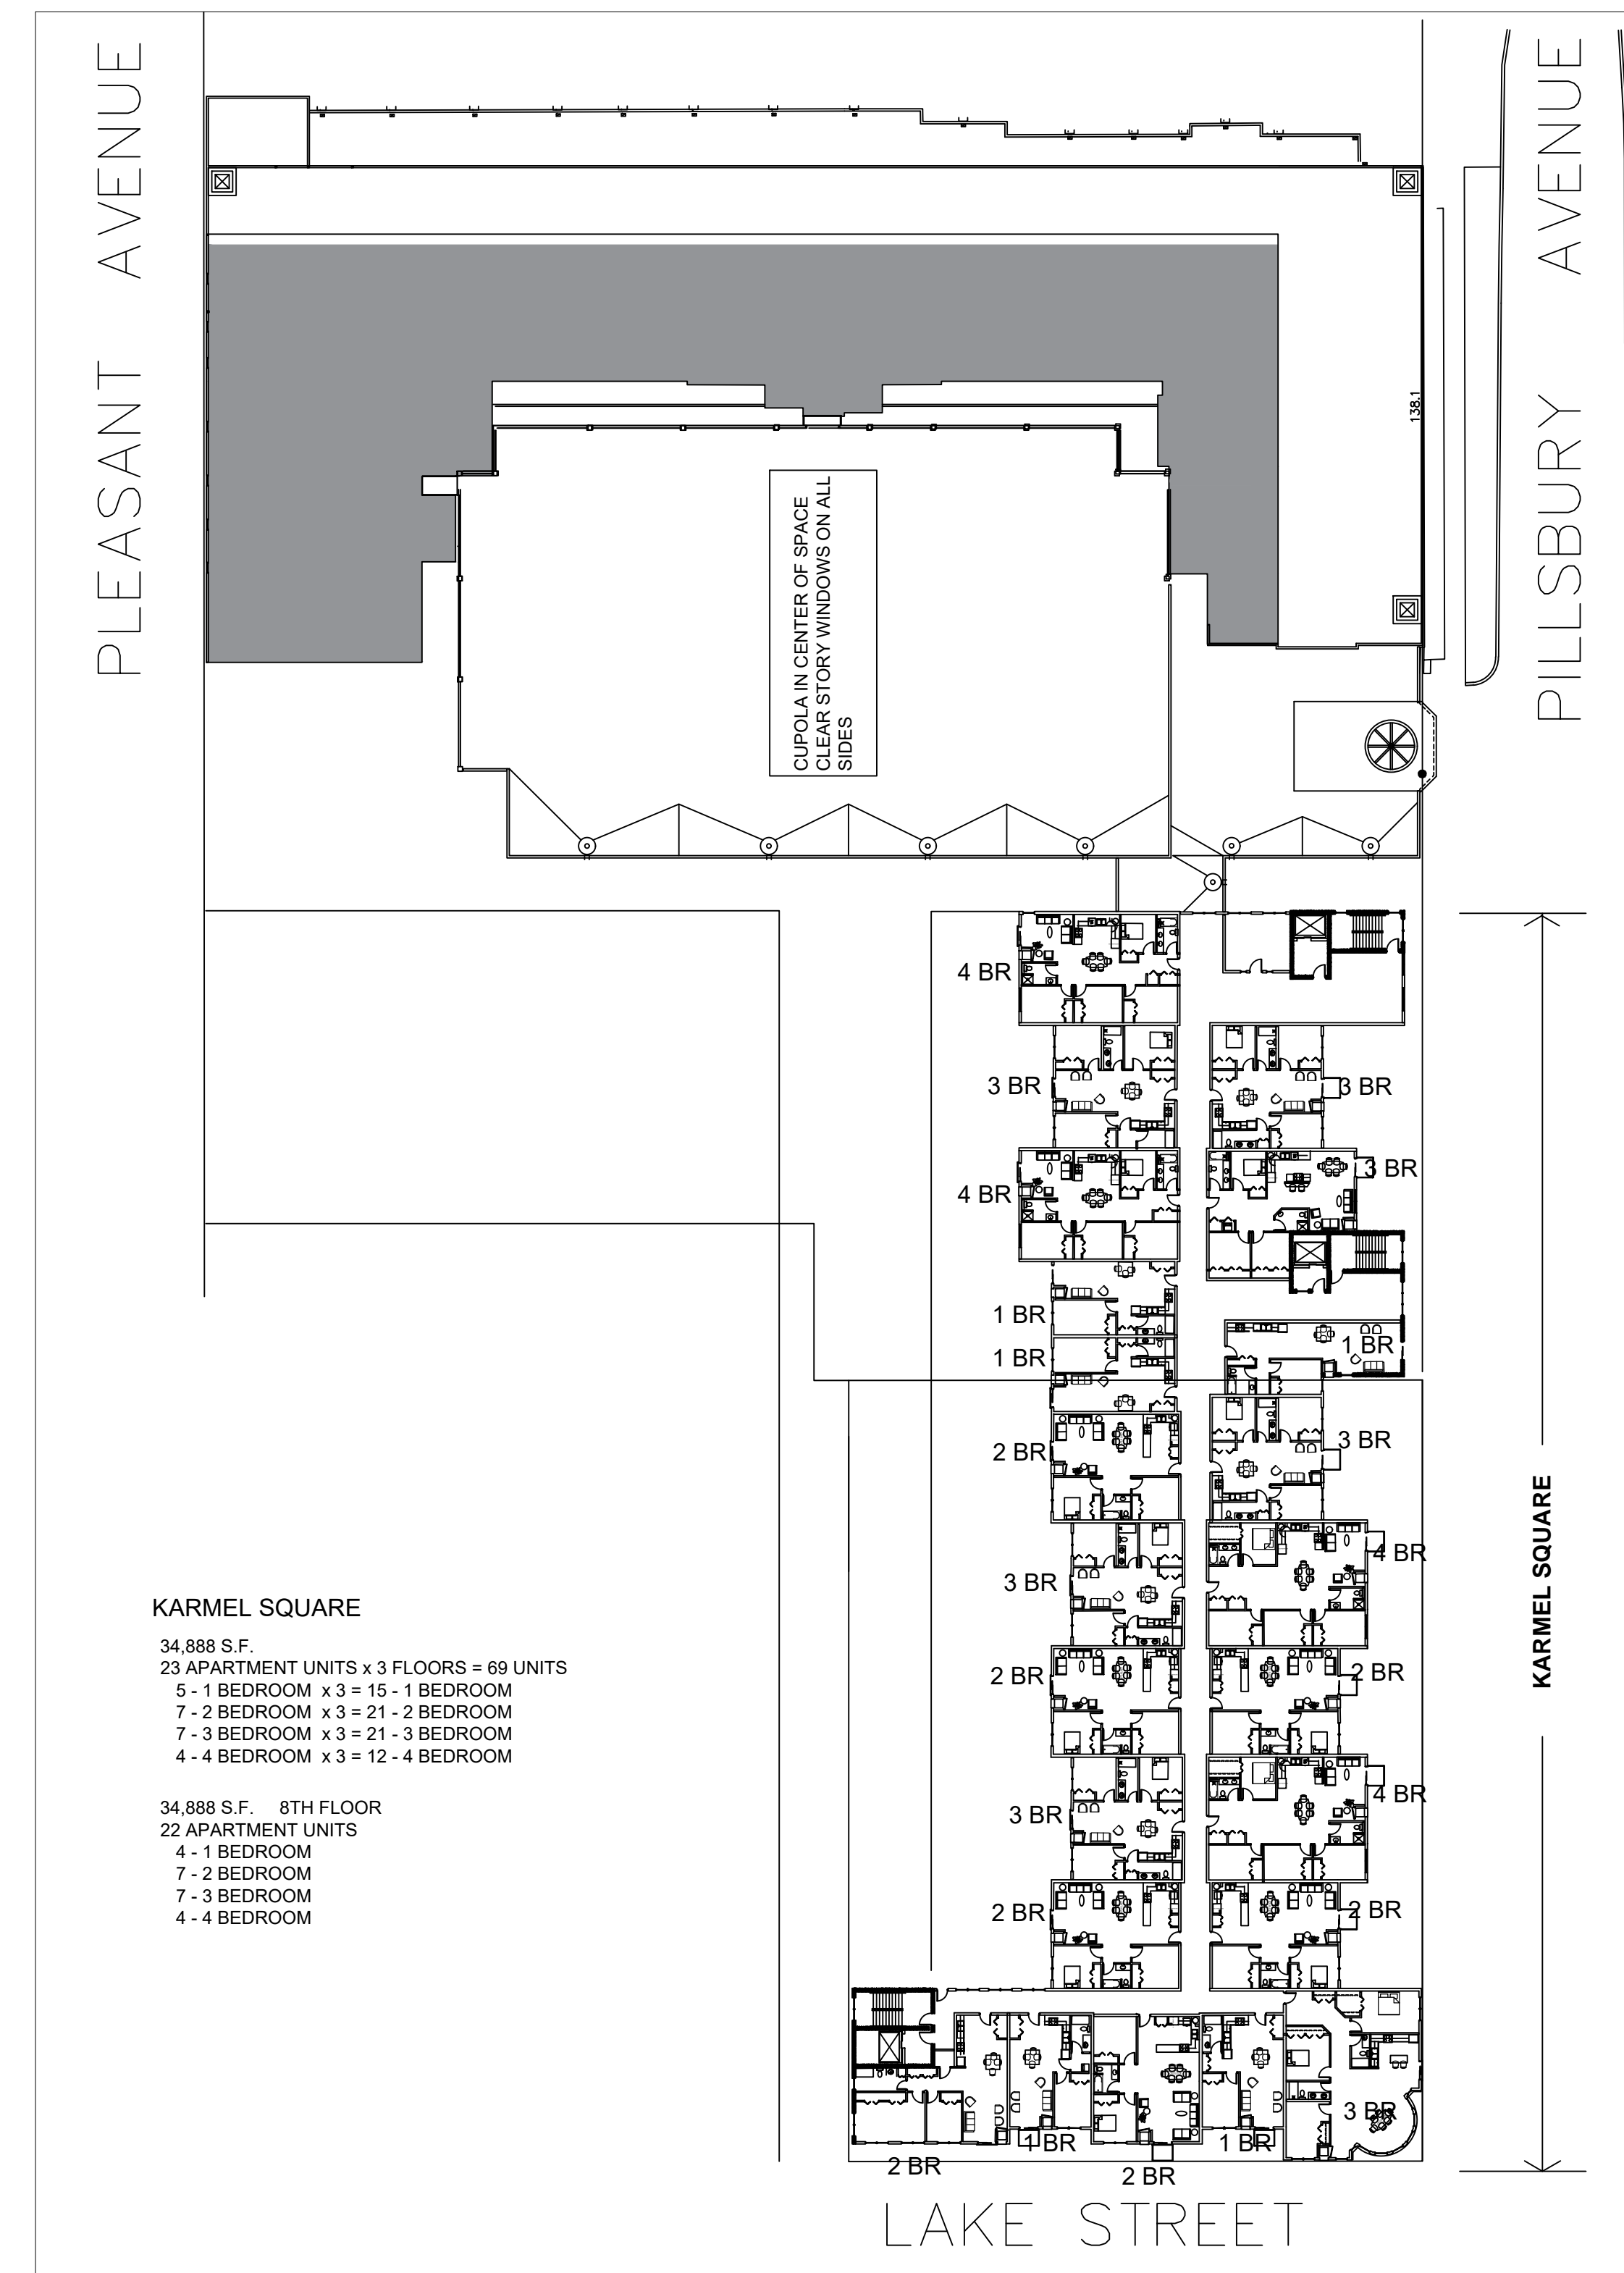 PLEASANT AVENUE
PILLSBURY AVENUE
138.1
CUPOLA IN CENTER OF SPACE
CLEAR STORY WINDOWS ON ALL
SIDES
4 BR
3 BR
3 BR
4 BR
3 BR
1 BR
1 BR
1 BR
2 BR
3 BR
3 BR
4 BR
2 BR
2 BR
3 BR
4 BR
2 BR
2 BR
3 BR
1 BR
1 BR
2 BR
2 BR
KARMEL SQUARE
KARMEL SQUARE
34,888 S.F.
23 APARTMENT UNITS x 3 FLOORS = 69 UNITS
5 - 1 BEDROOM x 3 = 15 - 1 BEDROOM
7 - 2 BEDROOM x 3 = 21 - 2 BEDROOM
7 - 3 BEDROOM x 3 = 21 - 3 BEDROOM
4 - 4 BEDROOM x 3 = 12 - 4 BEDROOM
34,888 S.F. 8TH FLOOR
22 APARTMENT UNITS
4 - 1 BEDROOM
7 - 2 BEDROOM
7 - 3 BEDROOM
4 - 4 BEDROOM
LAKE STREET